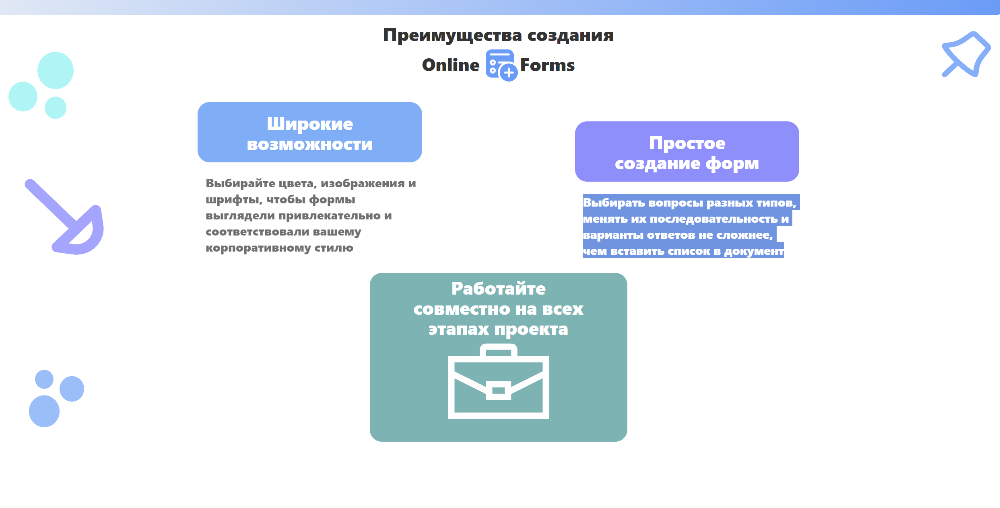 Преимущества создания
Online Forms
Широкие
возможности
Выбирайте цвета, изображения и
шрифты, чтобы формы
выглядели привлекательно и
соответствовали вашему
корпоративному стилю
Простое
создание форм
Выбирать вопросы разных типов,
менять их последовательность и
варианты ответов не сложнее,
чем вставить список в документ
Работайте
совместно на всех
этапах проекта